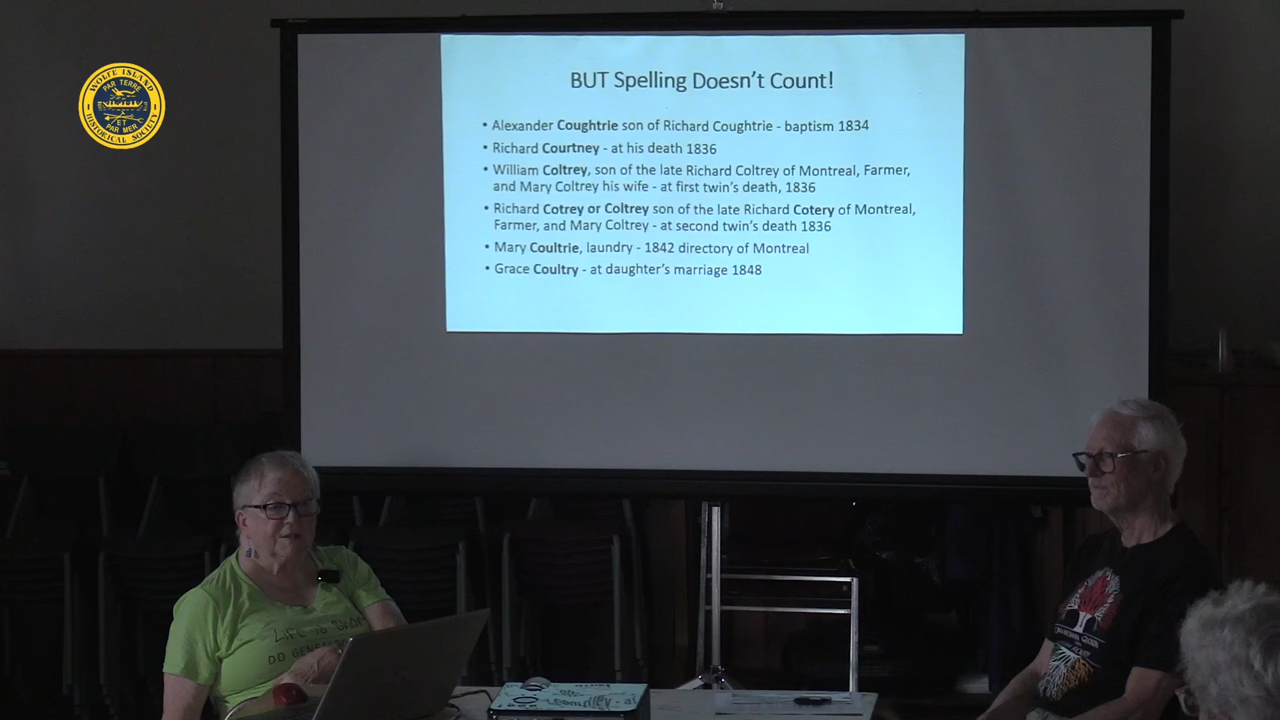 WOLFE ISLAND
PAR TERRE
ET
PAR MER
HISTORICAL SOCIETY
BUT Spelling Doesn't Count!
• Alexander Coughtrie son of Richard Coughtrie - baptism 1834
• Richard Courtney - at his death 1836
• William Coltrey, son of the late Richard Coltrey of Montreal, Farmer,
and Mary Coltrey his wife - at first twin's death, 1836
• Richard Cotrey or Coltrey son of the late Richard Cotery of Montreal,
Farmer, and Mary Coltrey - at second twin's death 1836
• Mary Coultrie, laundry - 1842 directory of Montreal
• Grace Coultry - at daughter's marriage 1848
LIFE IS
DO